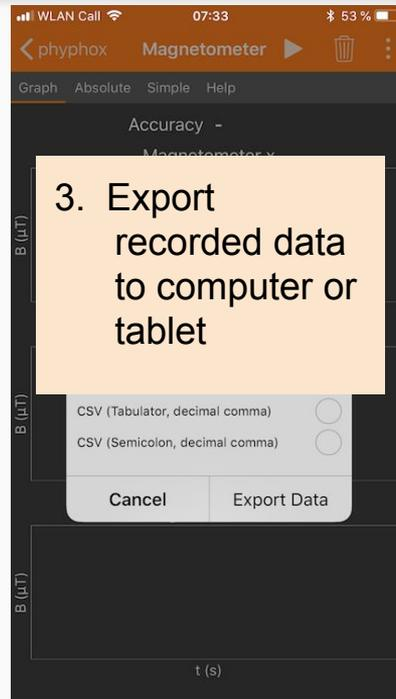 WLAN Call 07:33 53 %
phyphox Magnetometer
Graph Absolute Simple Help
Accuracy -
Magnetometer x
3. Export
recorded data
to computer or
tablet
B (µT)
B (µT)
CSV (Tabulator, decimal comma)
CSV (Semicolon, decimal comma)
Cancel Export Data
B (µT)
t (s)